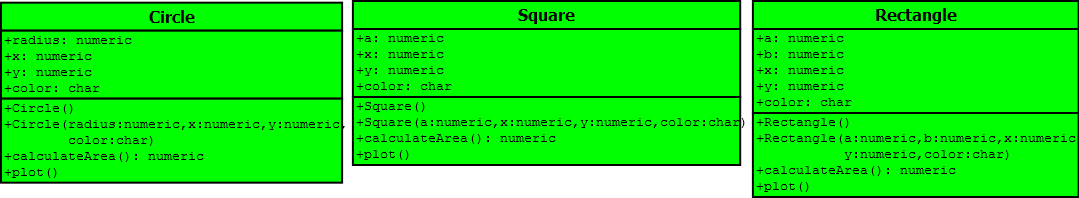 Circle
+radius: numeric
+x: numeric
+y: numeric
+color: char
+Circle()
+Circle(radius:numeric,x:numeric,y:numeric,
color:char)
+calculateArea(): numeric
+plot()
Square
+a: numeric
+x: numeric
+y: numeric
+color: char
+Square()
+Square(a:numeric,x:numeric,y:numeric,color:char)
+calculateArea(): numeric
+plot()
Rectangle
+a: numeric
+b: numeric
+x: numeric
+y: numeric
+color: char
+Rectangle()
+Rectangle(a:numeric,b:numeric,x:numeric
y:numeric,color:char)
+calculateArea(): numeric
+plot()